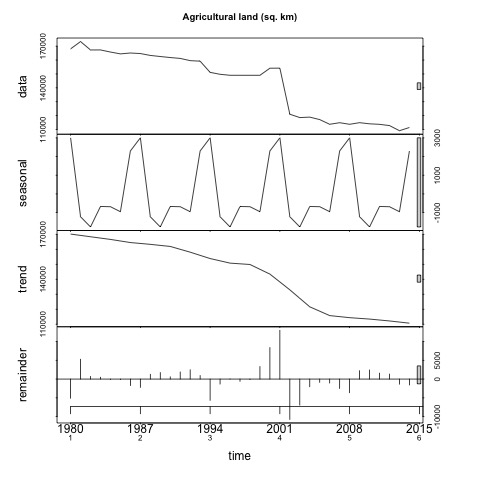 Agricultural land (sq. km)
data
110000 140000 170000
seasonal
-1000 1000 3000
trend
110000 140000 170000
remainder
-10000 0 5000
1980 1987 1994 2001 2008 2015
1 2 3 4 5 6
time